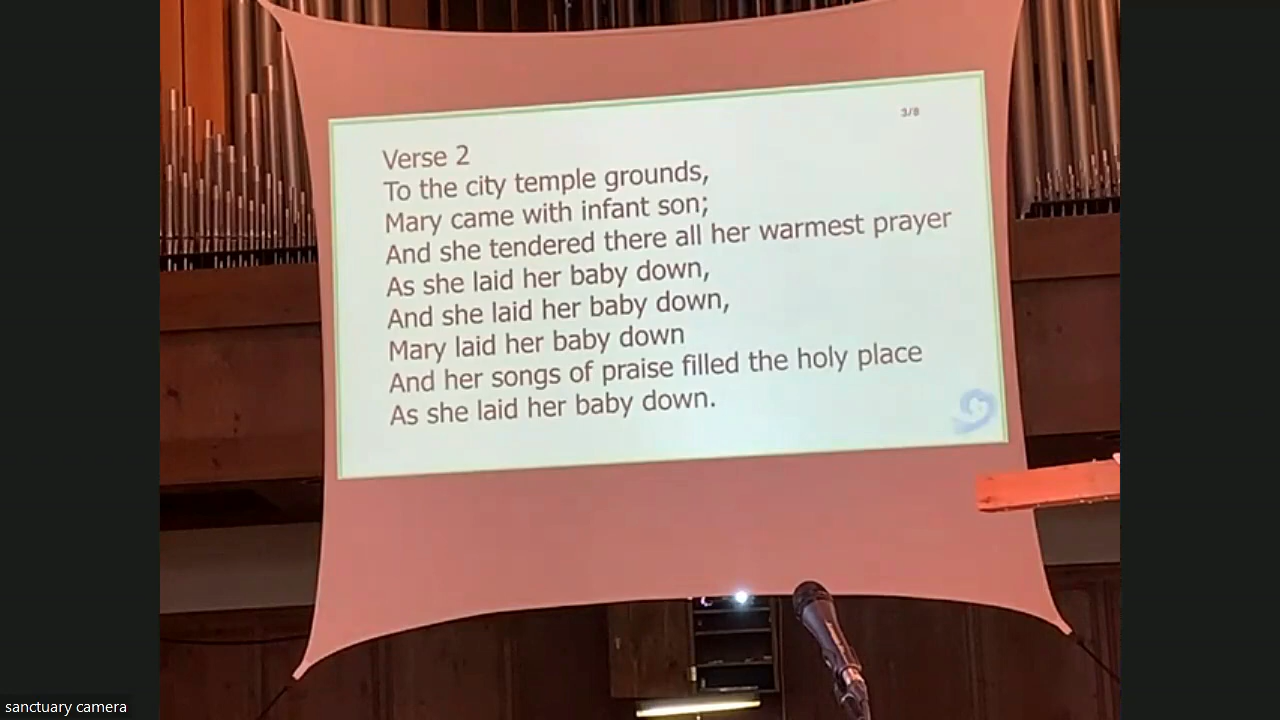 3/8
Verse 2
To the city temple grounds,
Mary came with infant son;
And she tendered there all her warmest prayer
As she laid her baby down,
And she laid her baby down,
Mary laid her baby down
And her songs of praise filled the holy place
As she laid her baby down.
sanctuary camera